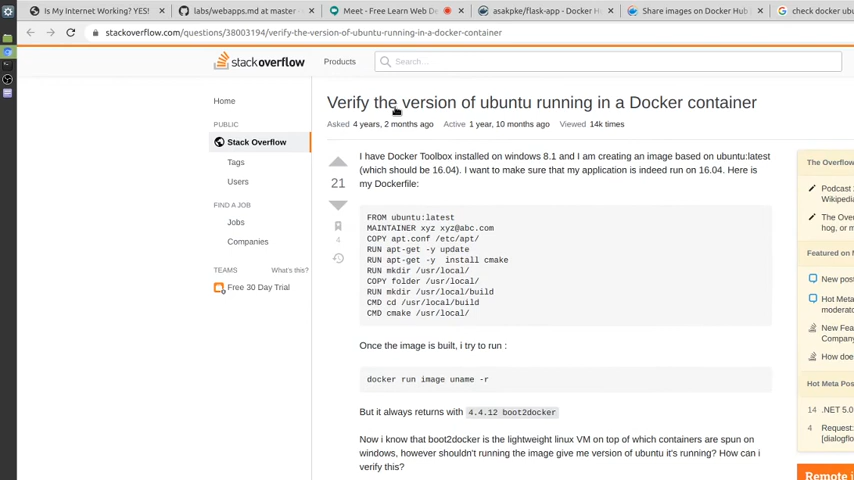 Is My Internet Working? YES!
labs/webapps.md at master
Meet - Free Learn Web De
asakpke/flask-app - Docker H
Share images on Docker Hub
check docker ubu
stackoverflow.com/questions/38003194/verify-the-version-of-ubuntu-running-in-a-docker-container
stackoverflow
Products
Search…
Home
PUBLIC
Stack Overflow
Tags
Users
FIND A JOB
Jobs
Companies
TEAMS What's this?
Free 30 Day Trial
Verify the version of ubuntu running in a Docker container
Asked 4 years, 2 months ago Active 1 year, 10 months ago Viewed 14k times
21
4
I have Docker Toolbox installed on windows 8.1 and I am creating an image based on ubuntu:latest
(which should be 16.04). I want to make sure that my application is indeed run on 16.04. Here is
my Dockerfile:
FROM ubuntu:latest
MAINTAINER xyz xyz@abc.com
COPY apt.conf /etc/apt/
RUN apt-get -y update
RUN apt-get -y  install cmake
RUN mkdir /usr/local/
COPY folder /usr/local/
RUN mkdir /usr/local/build
CMD cd /usr/local/build
CMD cmake /usr/local/
Once the image is built, i try to run :
docker run image uname -r
But it always returns with 4.4.12 boot2docker
Now i know that boot2docker is the lightweight linux VM on top of which containers are spun on
windows, however shouldn't running the image give me version of ubuntu it's running? How can i
verify this?
The Overflow
Podcast
Wikipedia
The Over
hog, or m
Featured on M
New post
Hot Meta
moderato
New Fea
Company
How doe
Hot Meta Pos
14 .NET 5.0
4 Request:
[dialogflo
Remote i